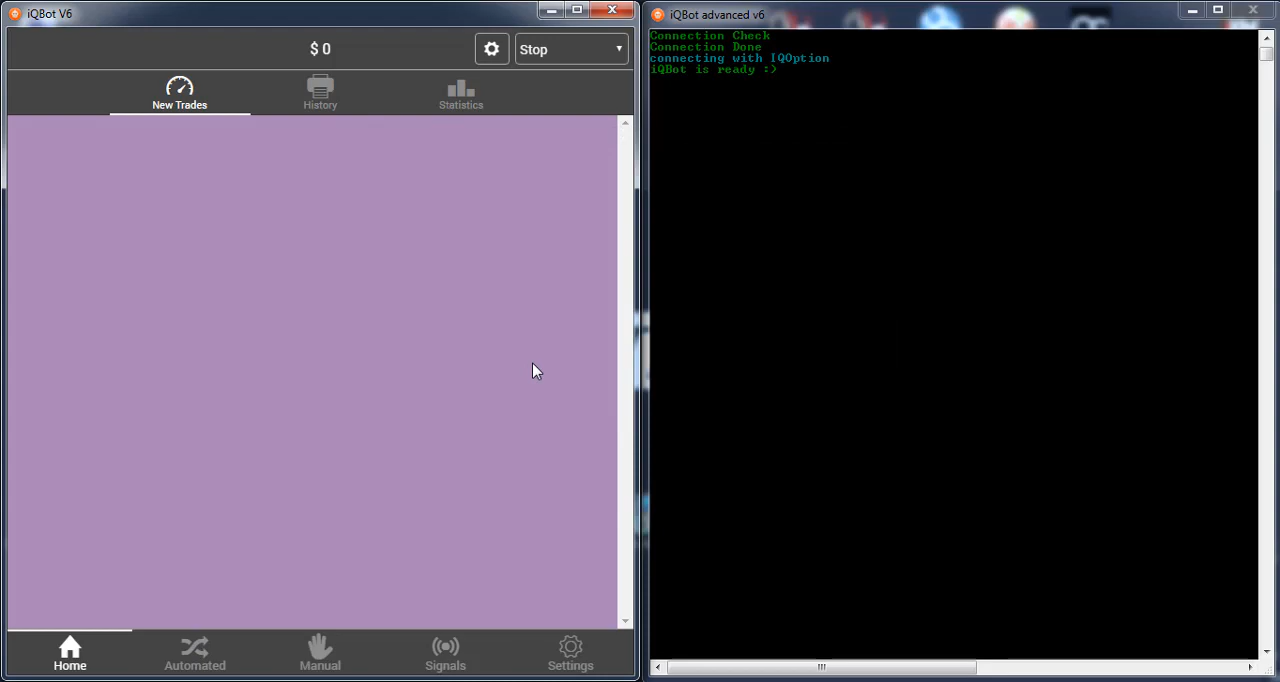 iQBot V6
$ 0
Stop
New Trades
History
Statistics
Home
Automated
Manual
Signals
Settings
iQBot advanced v6
Connection Check
Connection Done
connecting with IQOption
iQBot is ready :)